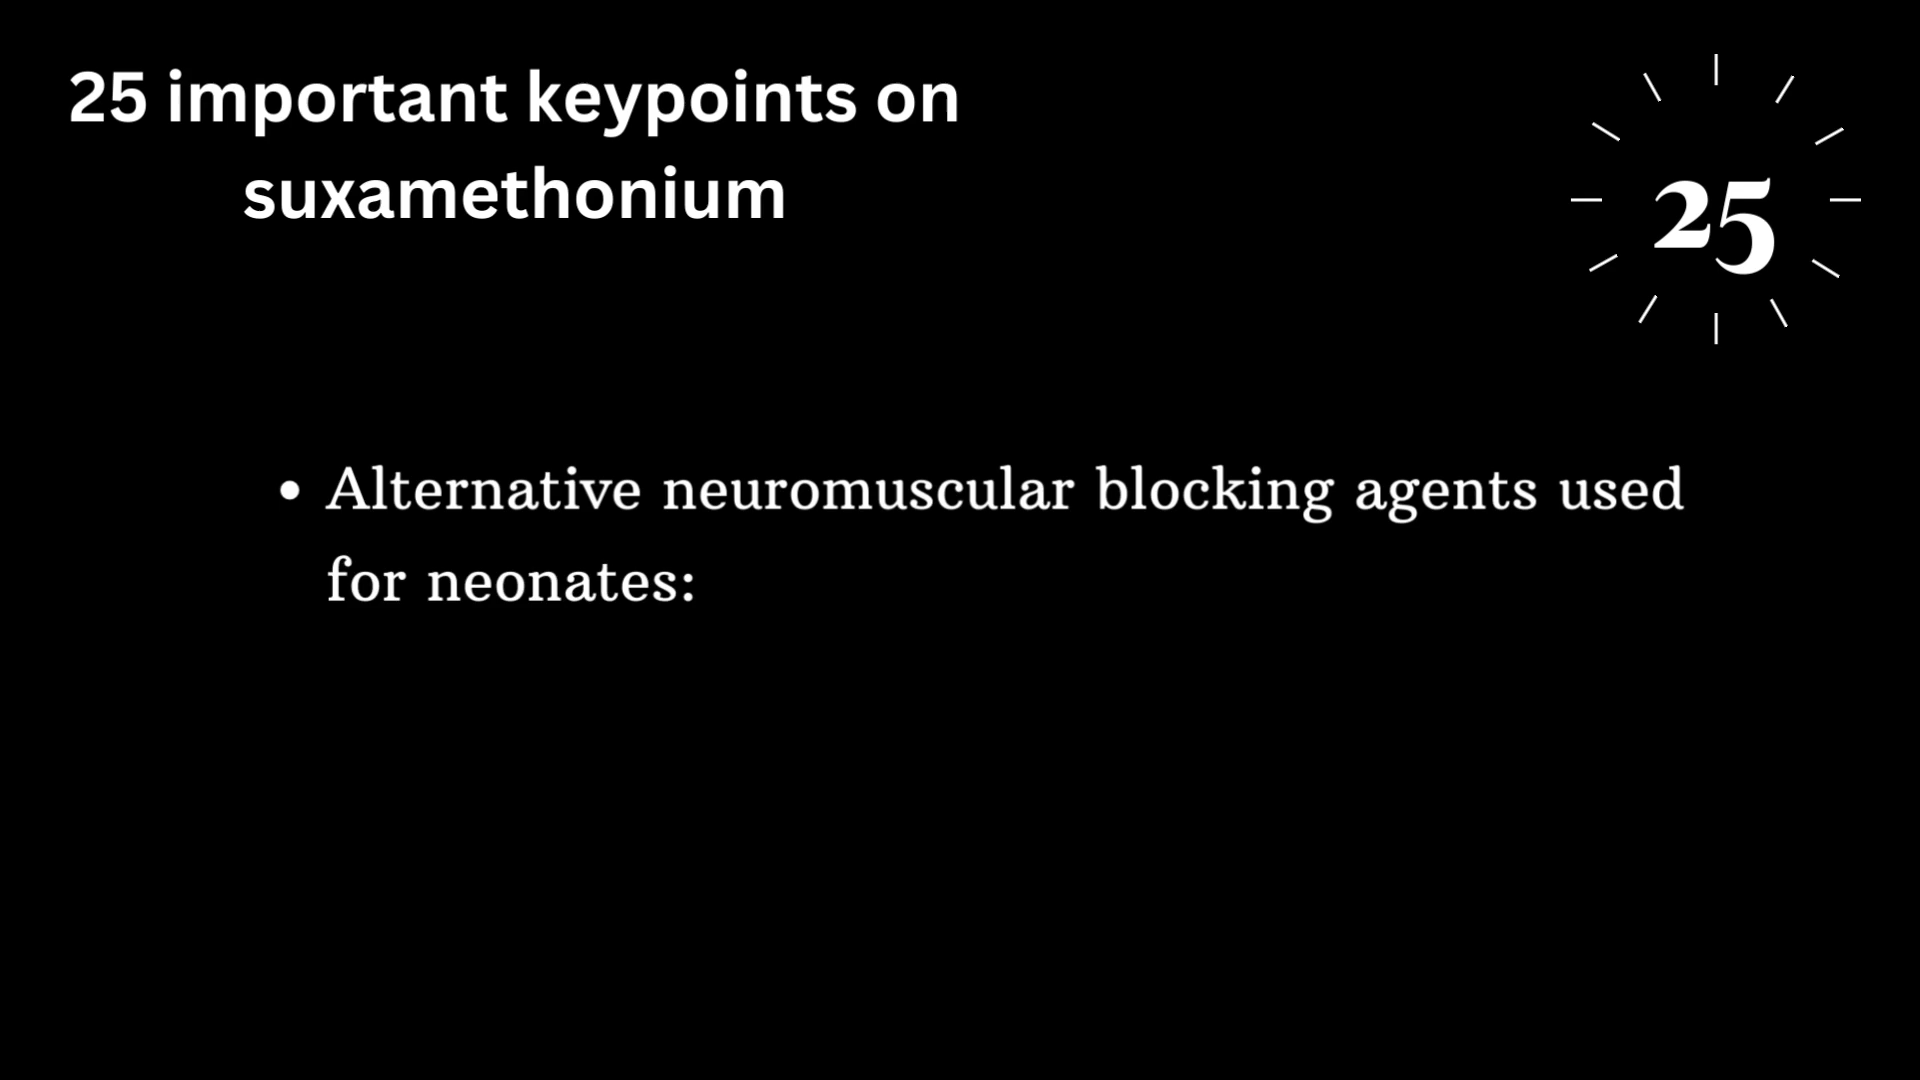 25 important keypoints on
suxamethonium
25
• Alternative neuromuscular blocking agents used
for neonates: